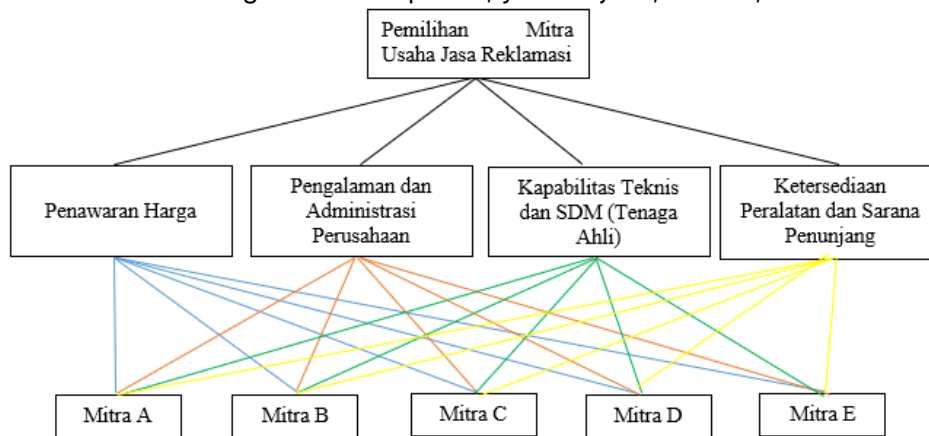 Pemilihan Mitra
Usaha Jasa Reklamasi
Penawaran Harga
Pengalaman dan
Administrasi
Perusahaan
Kapabilitas Teknis
dan SDM (Tenaga
Ahli)
Ketersediaan
Peralatan dan Sarana
Penunjang
Mitra A
Mitra B
Mitra C
Mitra D
Mitra E